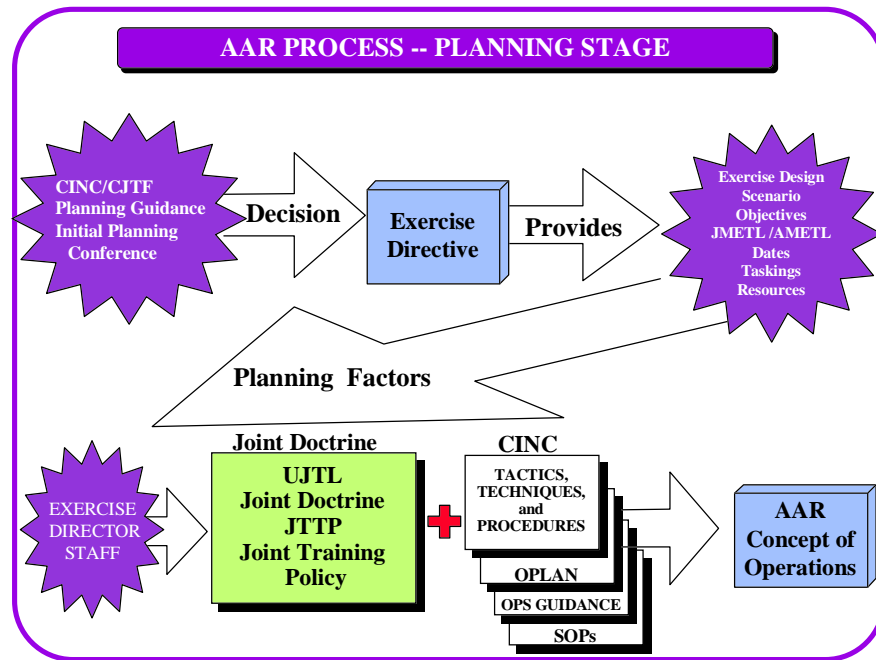 AAR PROCESS -- PLANNING STAGE
CINC/CJTF
Planning Guidance
Initial Planning
Conference
Decision
Exercise
Directive
Provides
Exercise Design
Scenario
Objectives
JMETL /AMETL
Dates
Taskings
Resources
Planning Factors
EXERCISE
DIRECTOR
STAFF
Joint Doctrine
UJTL
Joint Doctrine
JTTP
Joint Training
Policy
CINC
TACTICS,
TECHNIQUES,
and
PROCEDURES
OPLAN
OPS GUIDANCE
SOPs
AAR
Concept of
Operations